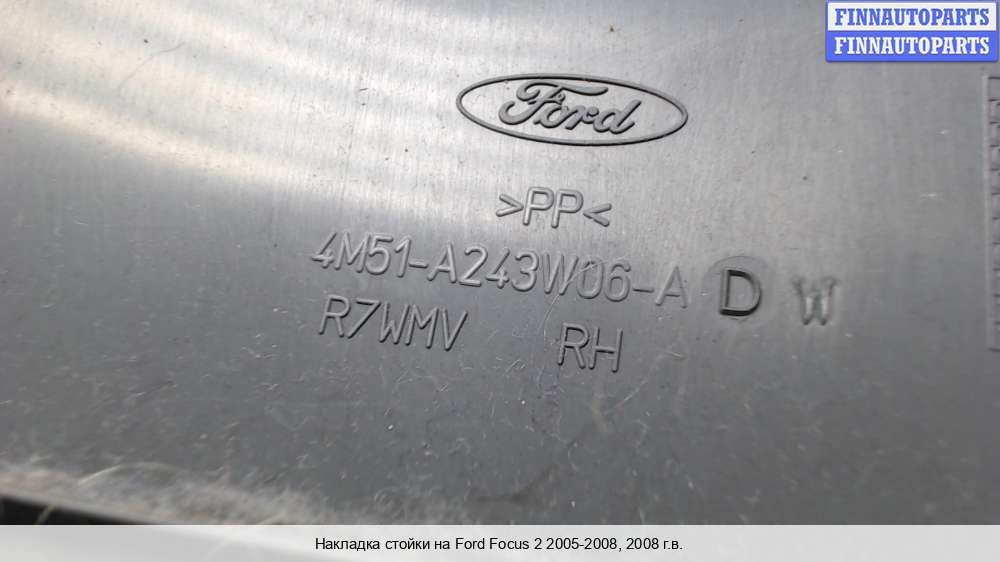 FINNAUTOPARTS
FINNAUTOPARTS
Ford
>PP<
4M51-A243W06-A D W
R7WMV RH
Накладка стойки на Ford Focus 2 2005-2008, 2008 г.в.